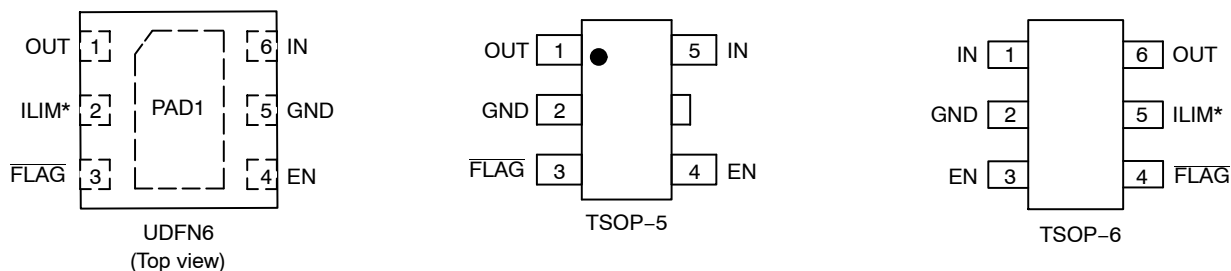 OUT 1 6 IN
ILIM* 2 PAD1 5 GND
FLAG 3 4 EN
UDFN6
(Top view)
OUT 1 5 IN
GND 2
FLAG 3 4 EN
TSOP−5
IN 1 6 OUT
GND 2 5 ILIM*
EN 3 4 FLAG
TSOP−6